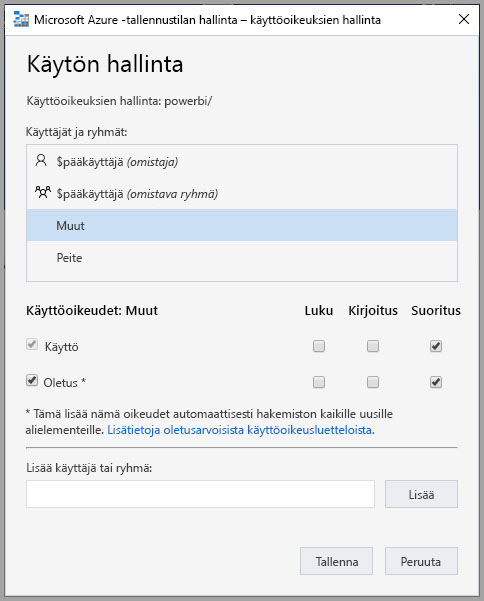 Microsoft Azure -tallennustilan hallinta – käyttöoikeuksien hallinta
Käytön hallinta
Käyttöoikeuksien hallinta: powerbi/
Käyttäjät ja ryhmät:
$pääkäyttäjä (omistaja)
$pääkäyttäjä (omistava ryhmä)
Muut
Peite
Käyttöoikeudet: Muut Luku Kirjoitus Suoritus
Käyttö
Oletus *
* Tämä lisää nämä oikeudet automaattisesti hakemiston kaikille uusille
alielementeille. Lisätietoja oletusarvoisista käyttöoikeusluetteloista.
Lisää käyttäjä tai ryhmä:
Lisää
Tallenna Peruuta